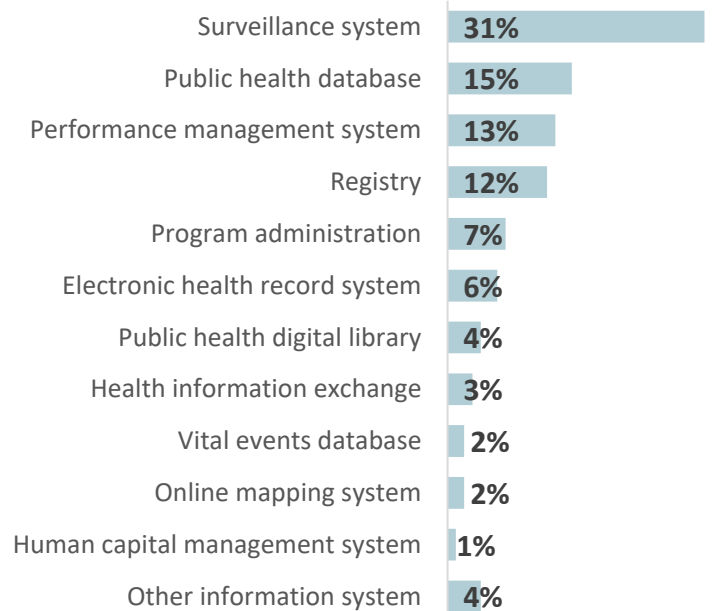 Surveillance system 31%
Public health database 15%
Performance management system 13%
Registry 12%
Program administration 7%
Electronic health record system 6%
Public health digital library 4%
Health information exchange 3%
Vital events database 2%
Online mapping system 2%
Human capital management system 1%
Other information system 4%